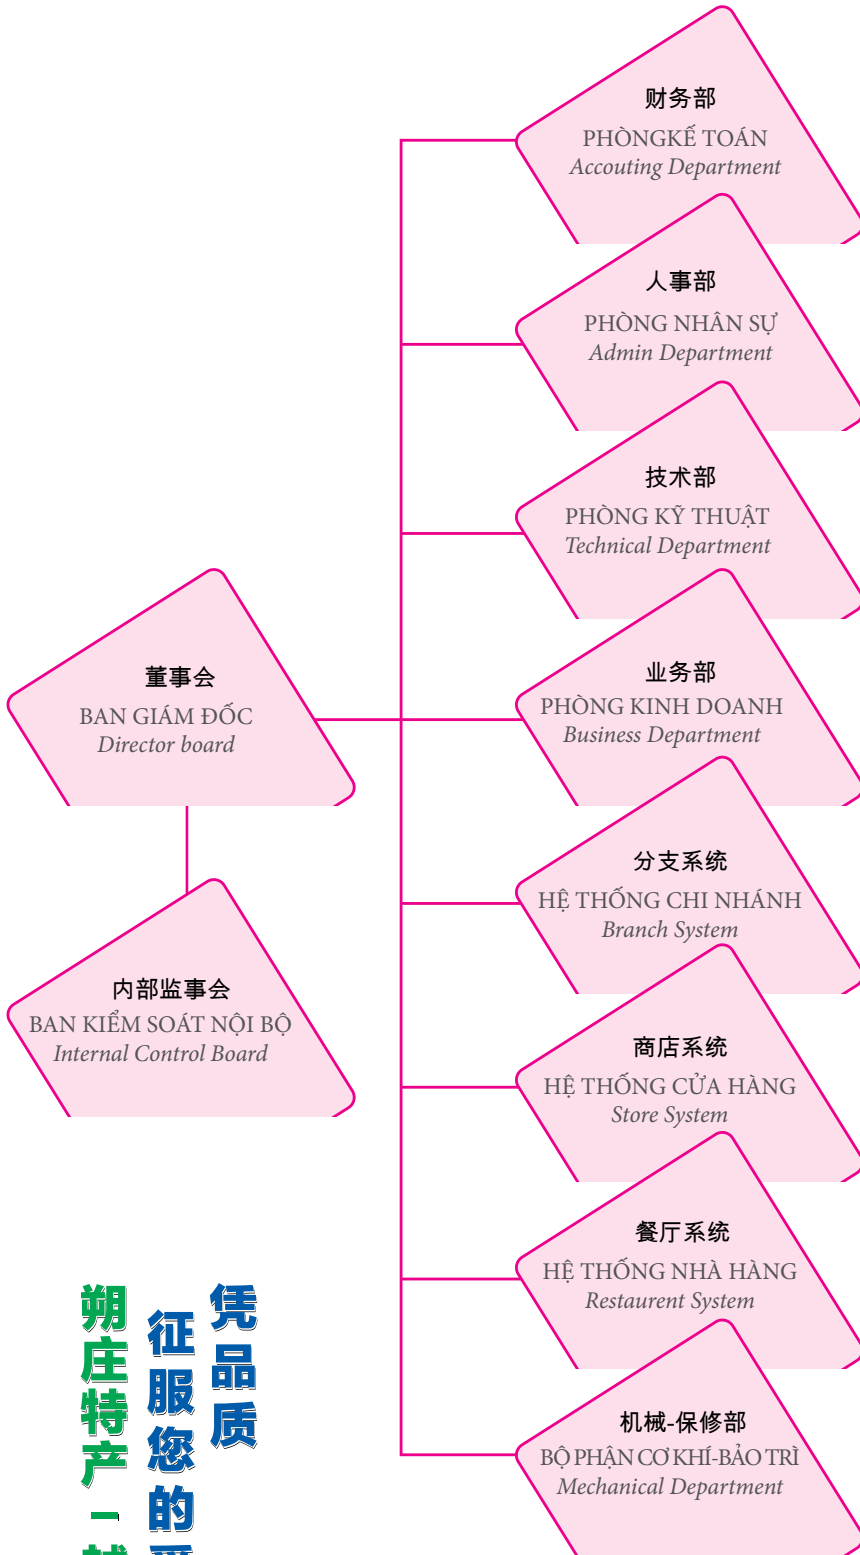 财务部
PHÒNGKẾ TOÁN
Accouting Department
人事部
PHÒNG NHÂN SỰ
Admin Department
技术部
PHÒNG KỸ THUẬT
Technical Department
董事会
BAN GIÁM ĐỐC
Director board
业务部
PHÒNG KINH DOANH
Business Department
分支系统
HỆ THỐNG CHI NHÁNH
Branch System
内部监事会
BAN KIỂM SOÁT NỘI BỘ
Internal Control Board
商店系统
HỆ THỐNG CỬA HÀNG
Store System
餐厅系统
HỆ THỐNG NHÀ HÀNG
Restaurent System
机械-保修部
BỘ PHẬN CƠ KHÍ-BẢO TRÌ
Mechanical Department
凭品质
征服您的
朔庄特产-